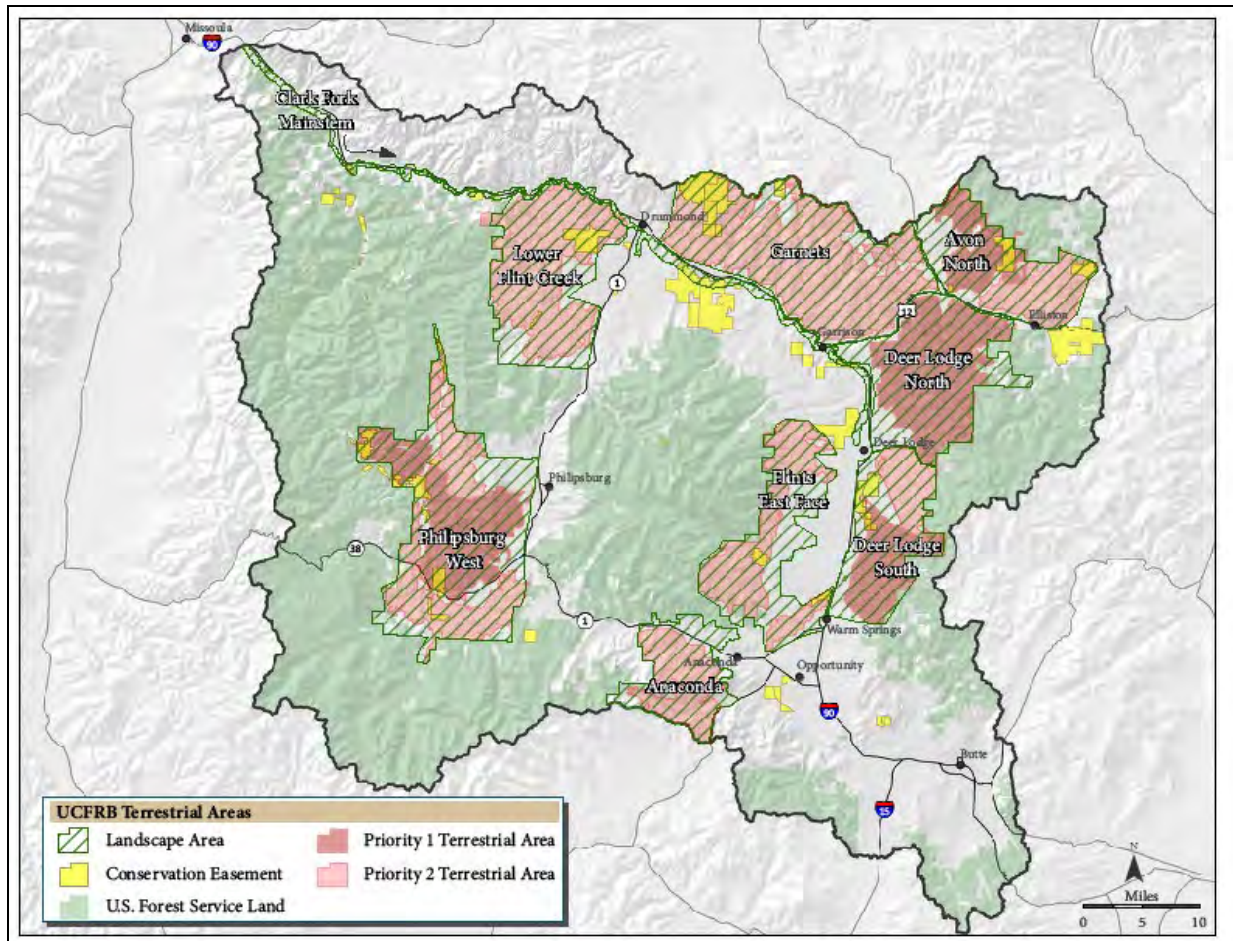 Missoula
90
Clark Fork
Mainstem
Drummond
Lower
Flint Creek
1
Garnets
Avon
North
Garrison
Elliston
Deer Lodge
North
Deer Lodge
Flints
East Face
Philipsburg
Philipsburg
West
38
Deer Lodge
South
1
Warm Springs
Anaconda
Opportunity
Anaconda
90
Butte
15
UCFRB Terrestrial Areas
Landscape Area
Priority 1 Terrestrial Area
Conservation Easement
Priority 2 Terrestrial Area
U.S. Forest Service Land
N
Miles
0 5 10